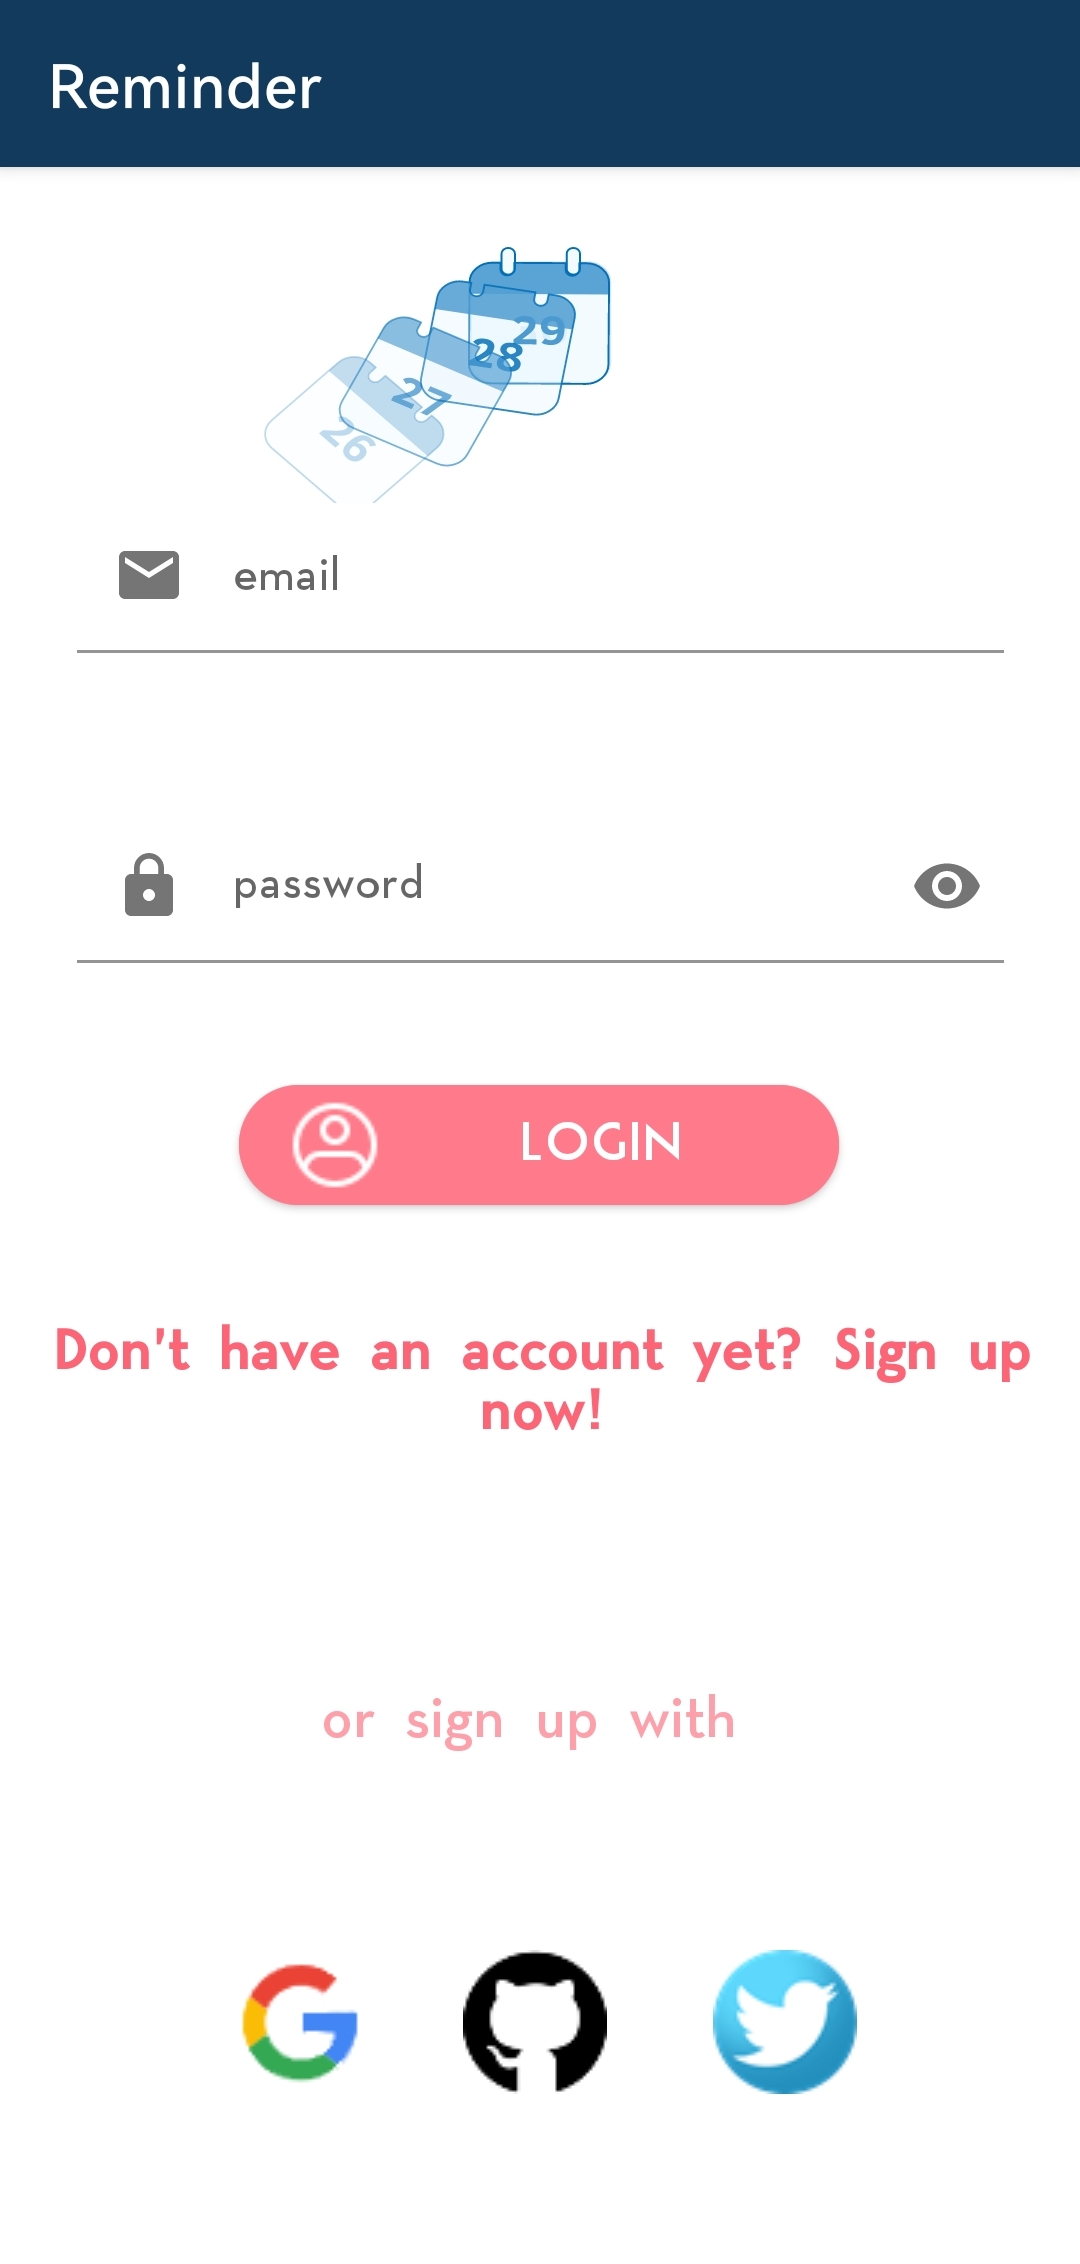 Reminder
29
28
27
26
email
password
LOGIN
Don't have an account yet? Sign up
now!
or sign up with